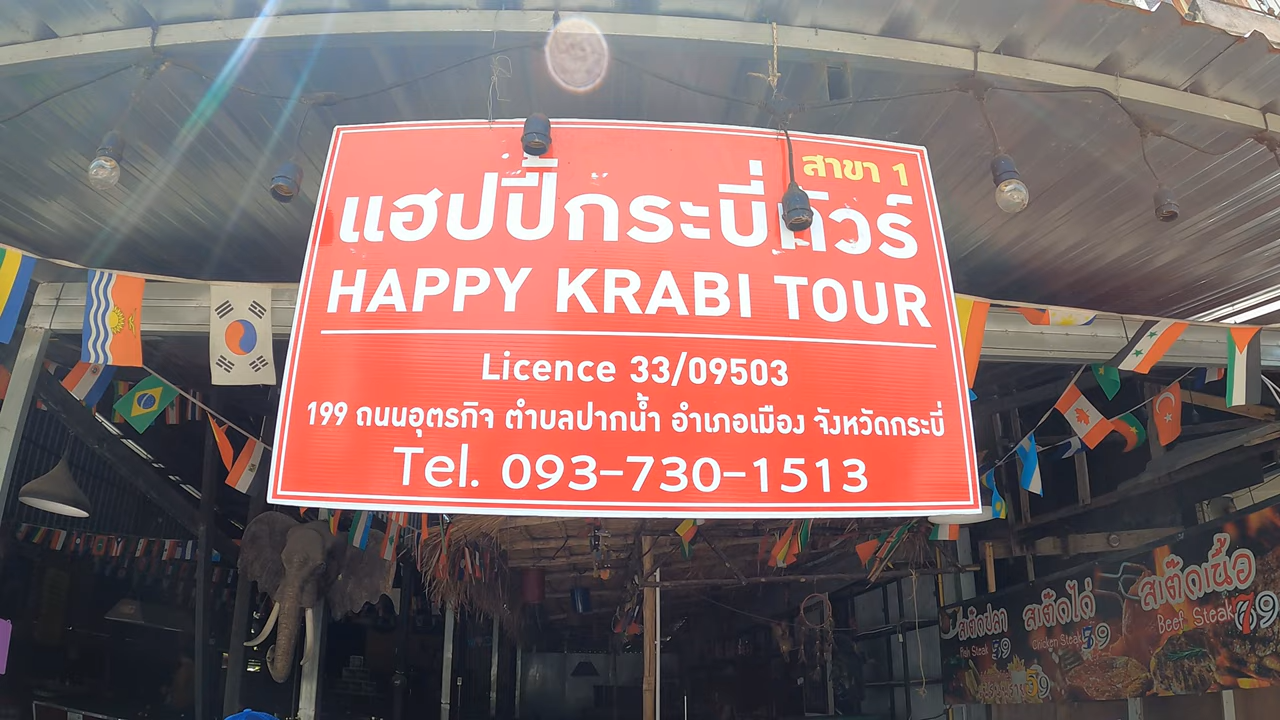 สาขา 1
แฮปปี้กระบี่ทัวร์
HAPPY KRABI TOUR
Licence 33/09503
199 ถนนอุตรกิจ ตำบลปากน้ำ อำเภอเมือง จังหวัดกระบี่
Tel. 093-730-1513
สเต๊กปลา
Fish Steak 59
สเต๊กไก่
Chicken Steak 59
สเต๊กเนื้อ
Beef Steak 79